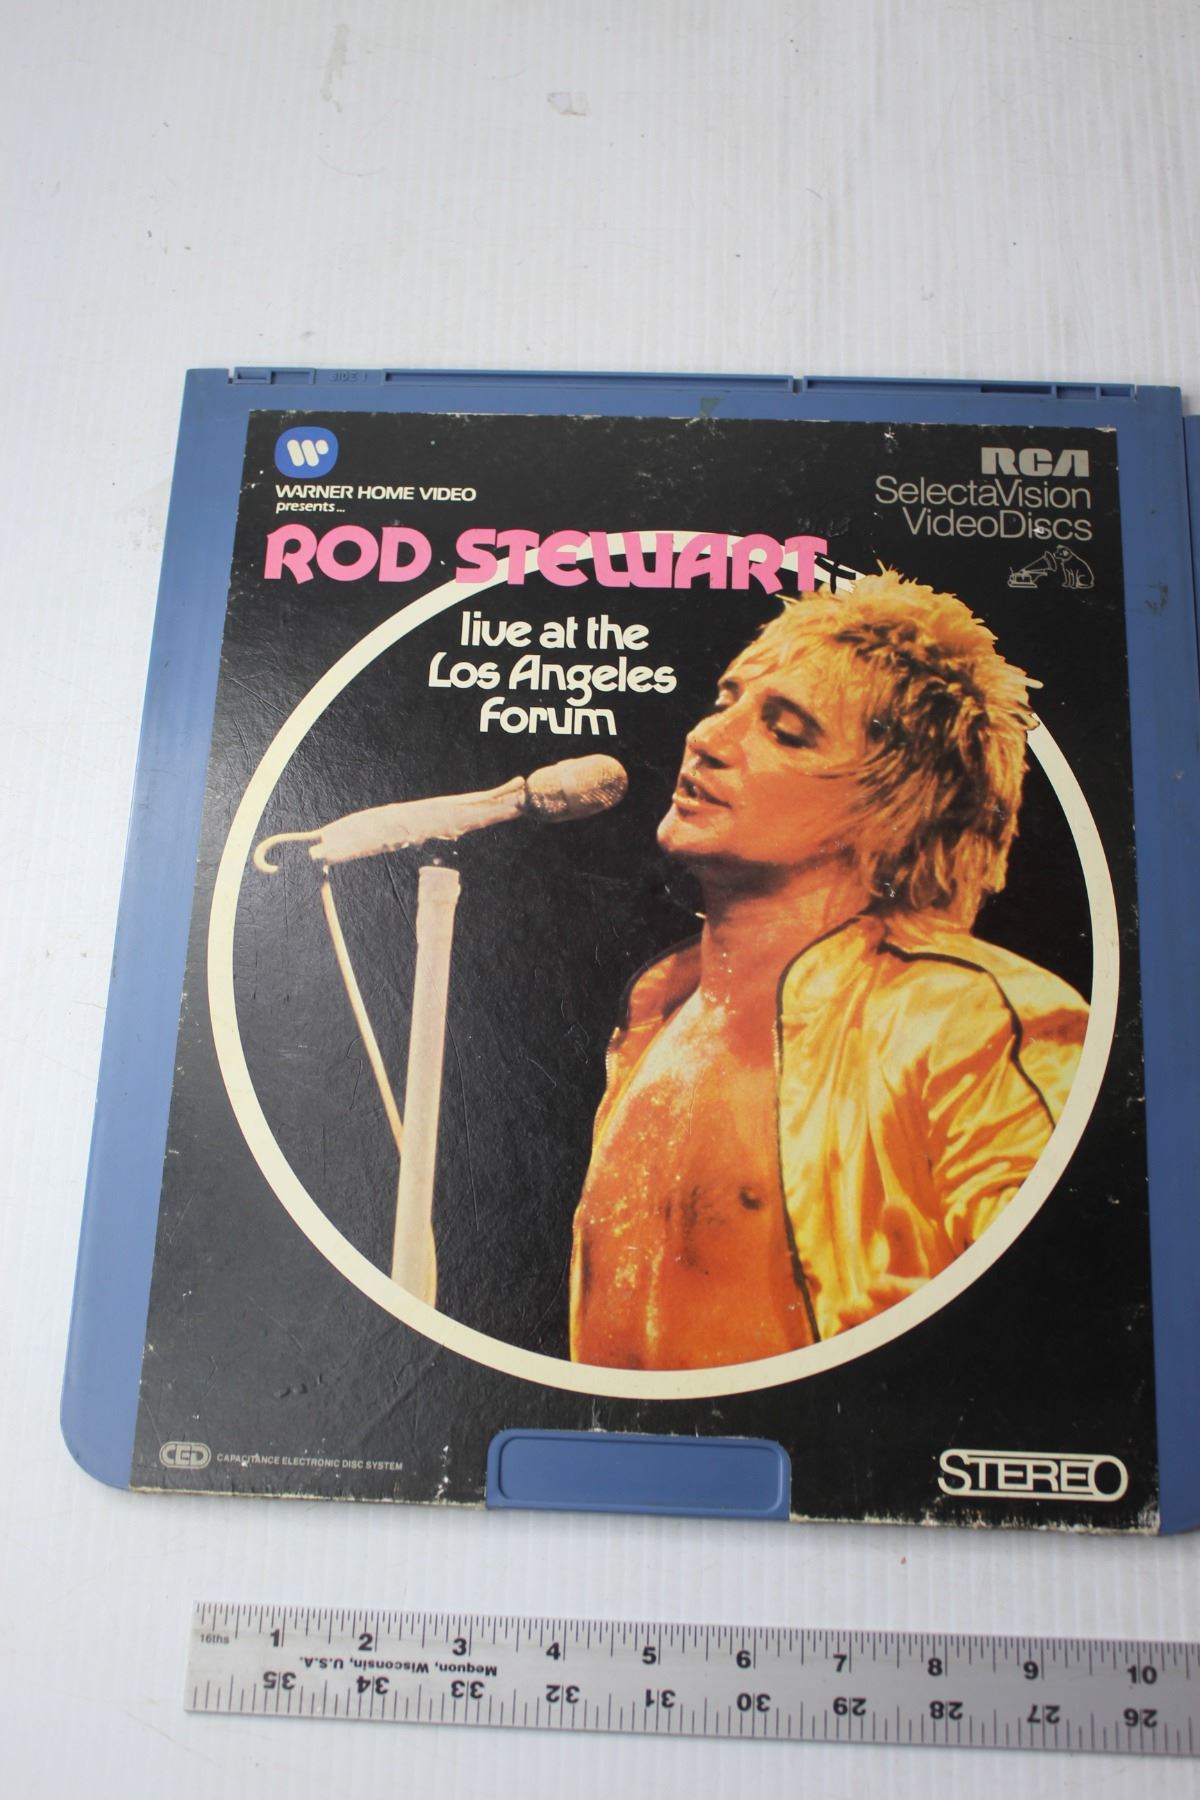 SIDE 1
WARNER HOME VIDEO
presents...
RCA
SelectaVision
VideoDiscs
ROD STEWART
live at the
Los Angeles
Forum
CED CAPACITANCE ELECTRONIC DISC SYSTEM
STEREO
16ths 1 2 3 4 5 6 7 8 9 10
Mequon, Wisconsin, U.S.A.
35 34 33 32 31 30 29 28 27 26